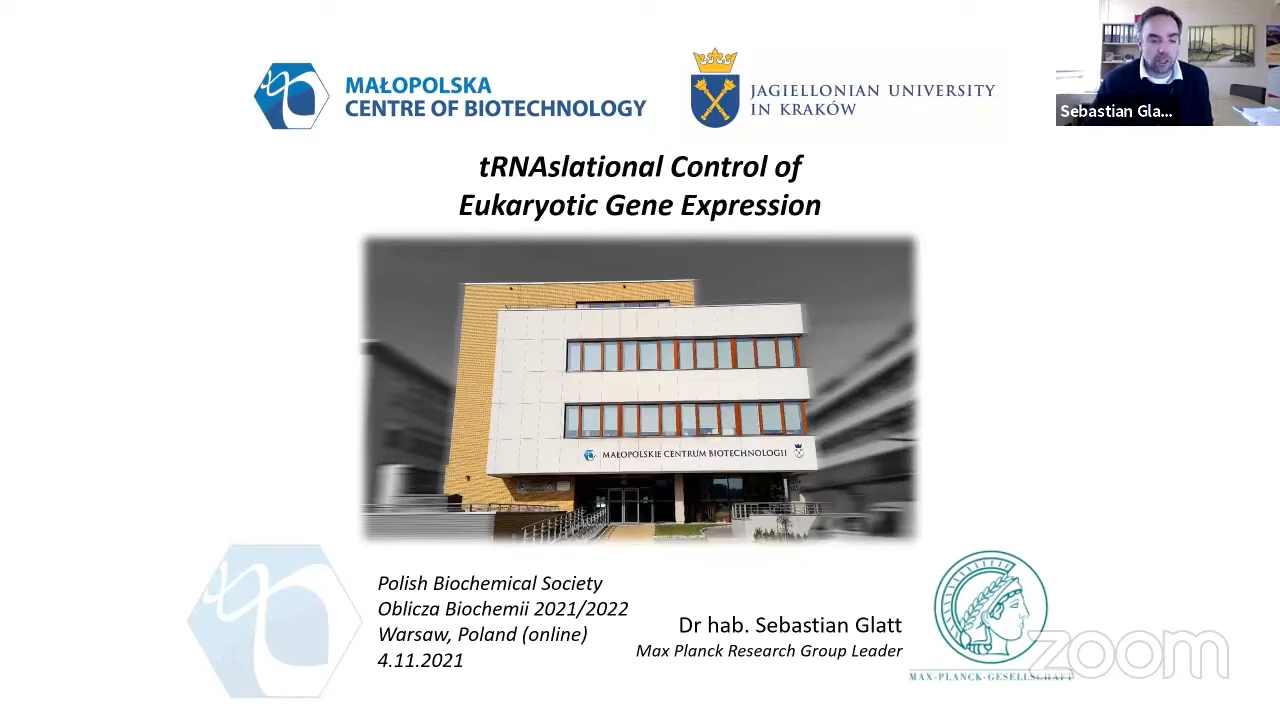 MAŁOPOLSKA
CENTRE OF BIOTECHNOLOGY
JAGIELLONIAN UNIVERSITY
IN KRAKÓW
Sebastian Gla...
tRNAslational Control of
Eukaryotic Gene Expression
MAŁOPOLSKIE CENTRUM BIOTECHNOLOGII
Polish Biochemical Society
Oblicza Biochemii 2021/2022
Warsaw, Poland (online)
4.11.2021
Dr hab. Sebastian Glatt
Max Planck Research Group Leader
MAX-PLANCK-GESELLSCHAFT
zoom